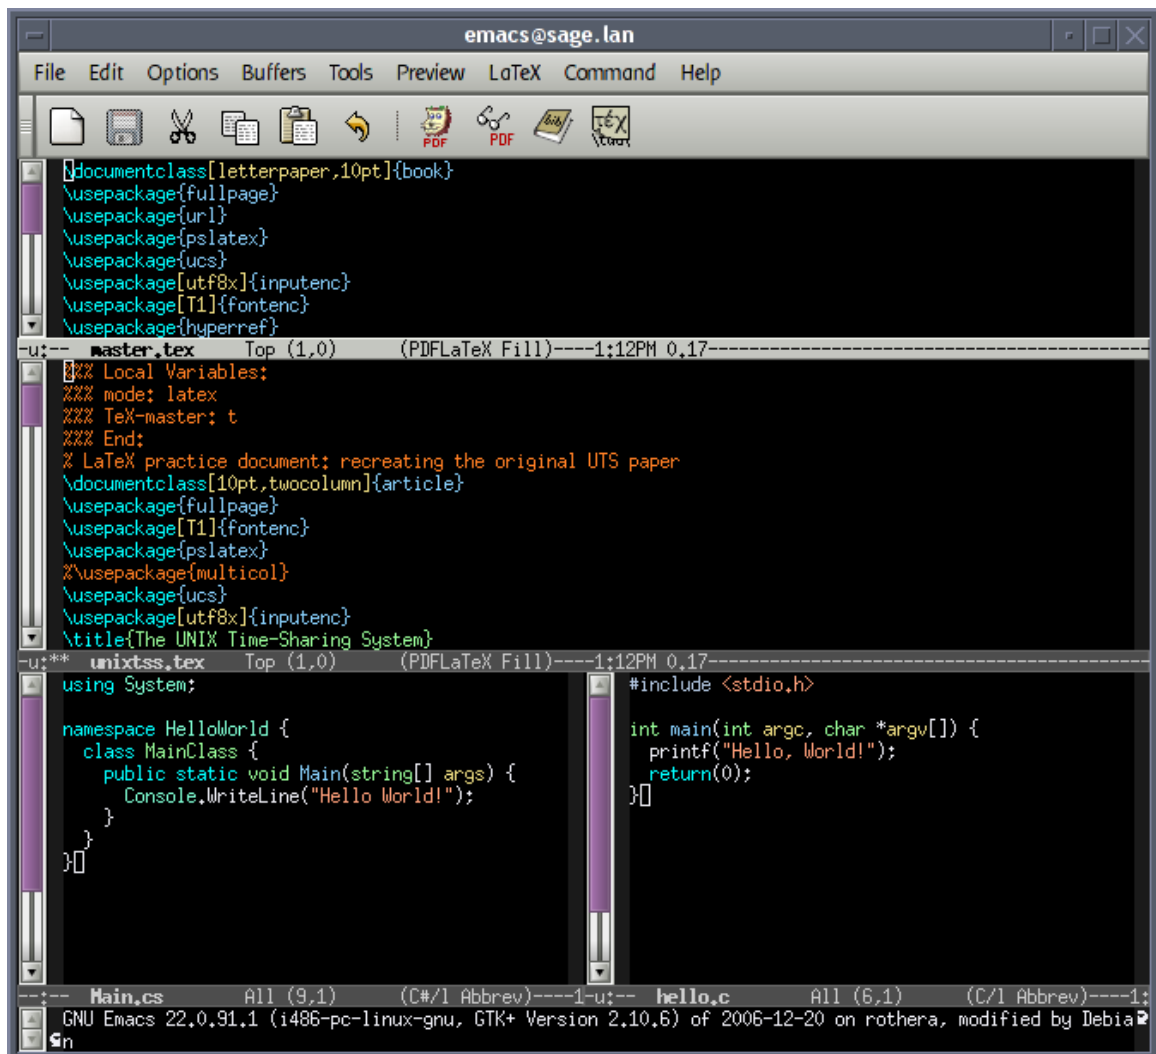 emacs@sage.lan
File Edit Options Buffers Tools Preview LaTeX Command Help
PDF PDF bib τέχ
\documentclass[letterpaper,10pt]{book}
\usepackage{fullpage}
\usepackage{url}
\usepackage{pslatex}
\usepackage{ucs}
\usepackage[utf8x]{inputenc}
\usepackage[T1]{fontenc}
\usepackage{hyperref}
-u:-- master.tex Top (1,0) (PDFLaTeX Fill)----1:12PM 0.17--------------------------------------------
%%% Local Variables:
%%% mode: latex
%%% TeX-master: t
%%% End:
% LaTeX practice document: recreating the original UTS paper
\documentclass[10pt,twocolumn]{article}
\usepackage{fullpage}
\usepackage[T1]{fontenc}
\usepackage{pslatex}
%\usepackage{multicol}
\usepackage{ucs}
\usepackage[utf8x]{inputenc}
\title{The UNIX Time-Sharing System}
-u:** unixtss.tex Top (1,0) (PDFLaTeX Fill)----1:12PM 0.17--------------------------------------------
using System;
namespace HelloWorld {
class MainClass {
public static void Main(string[] args) {
Console.WriteLine("Hello World!");
}
}
}
--:-- Main.cs All (9,1) (C#/l Abbrev)----1
#include <stdio.h>
int main(int argc, char *argv[]) {
printf("Hello, World!");
return(0);
}
-u:-- hello.c All (6,1) (C/l Abbrev)----1:
GNU Emacs 22.0.91.1 (i486-pc-linux-gnu, GTK+ Version 2.10.6) of 2006-12-20 on rothera, modified by Debia
n